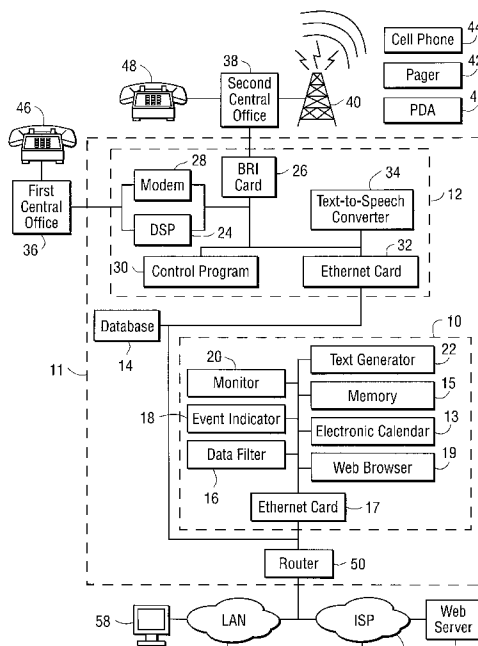 44
Cell Phone
48
38
42
Pager
46
Second
Central
Office
40
4
PDA
28
BRI
Card
26
34
Modem
Text-to-Speech
Converter
12
First
Central
Office
DSP
24
32
36
30
Control Program
Ethernet Card
Database
10
14
20
Text Generator
22
11
Monitor
15
Memory
18
Event Indicator
13
Electronic Calendar
Data Filter
19
16
Web Browser
Ethernet Card
17
Router
50
58
LAN
ISP
Web
Server